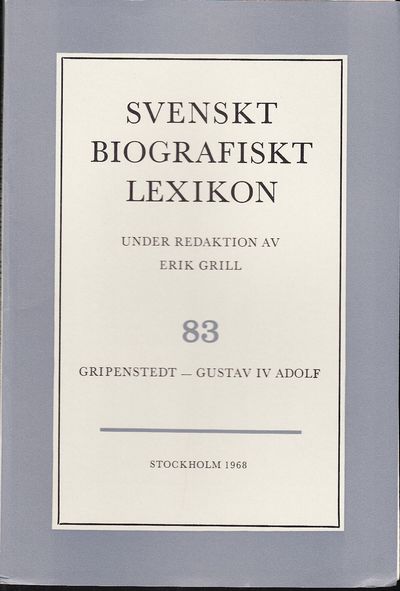 SVENSKT
BIOGRAFISKT
LEXIKON
UNDER REDAKTION AV
ERIK GRILL
83
GRIPENSTEDT — GUSTAV IV ADOLF
STOCKHOLM 1968